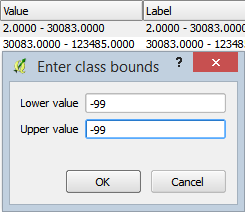 Value Label
2.0000 - 30083.0000 2.0000 - 30083.0000
30083.0000 - 123485.0000 30083.0000 - 123485.
Enter class bounds ?
Lower value -99
Upper value -99
OK Cancel